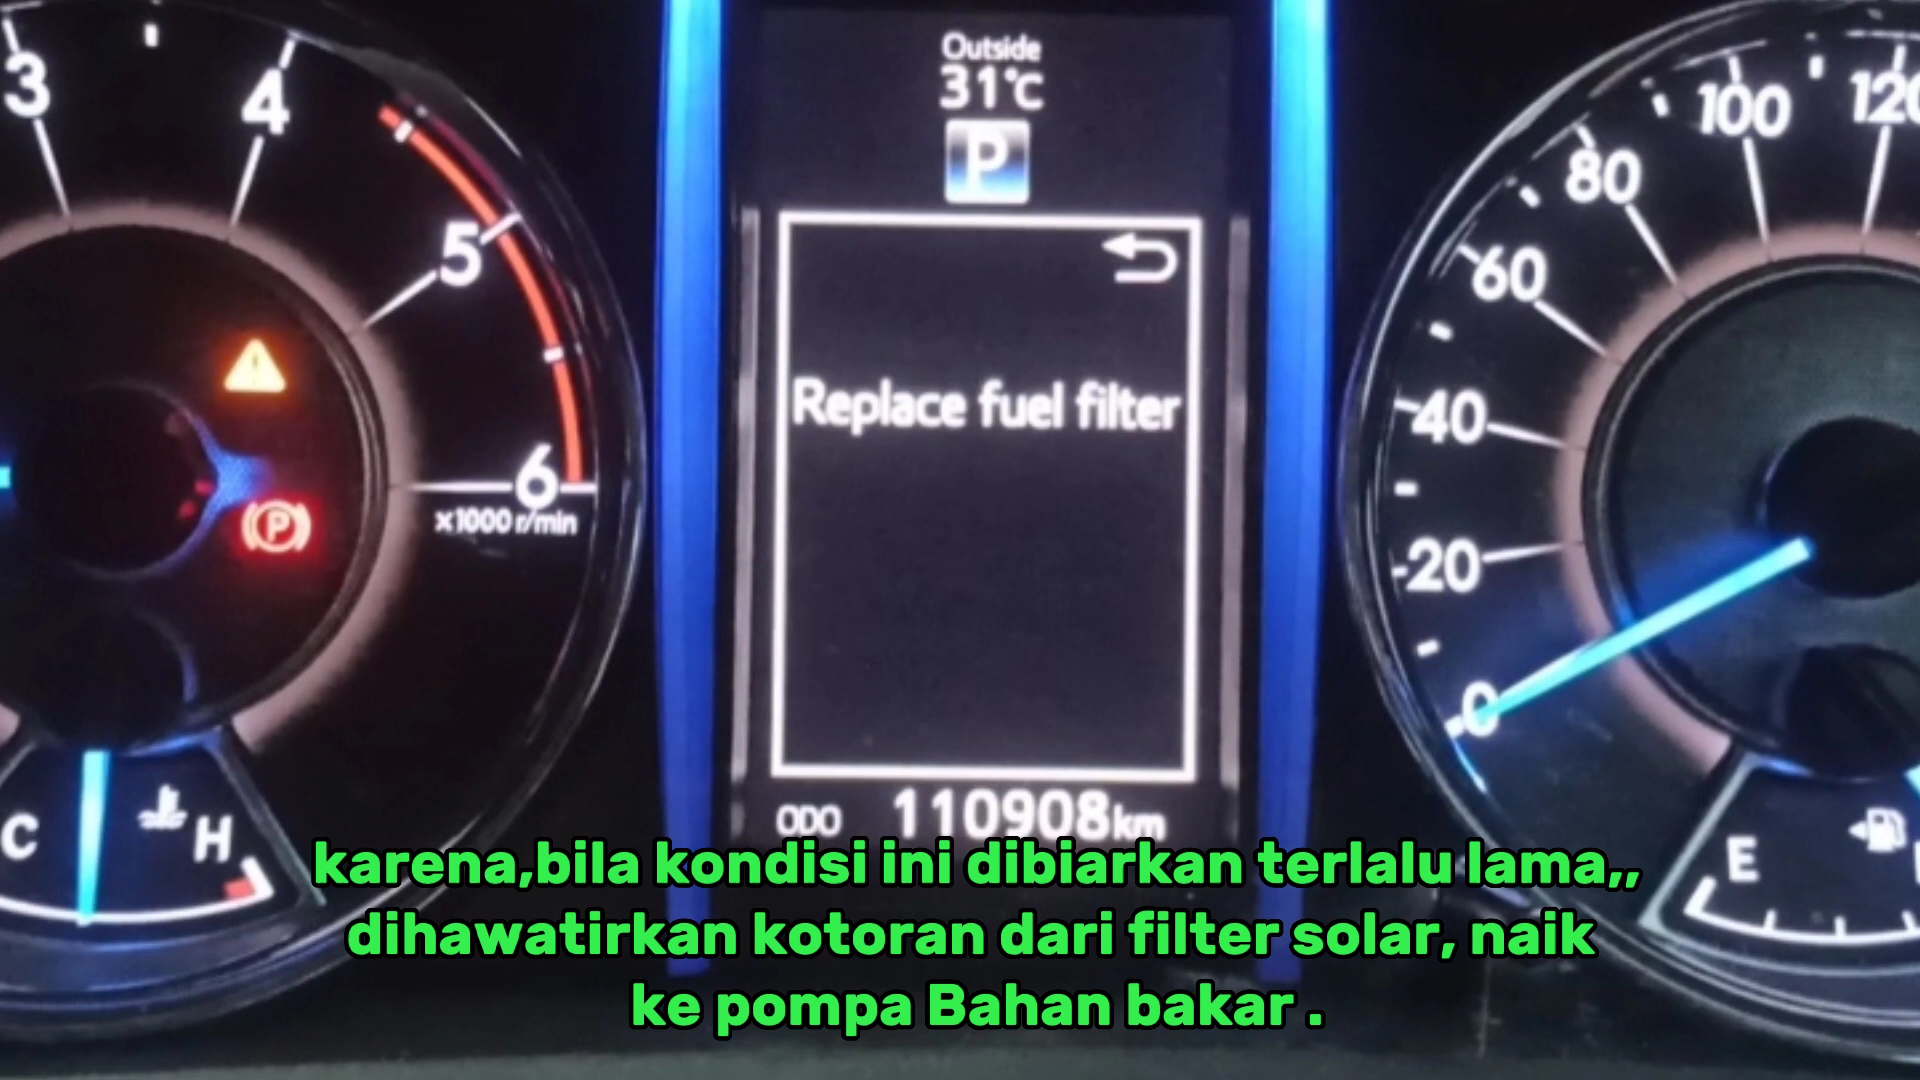 3
4
5
6
x1000 r/min
P
C
H
Outside
31°C
P
Replace fuel filter
ODO 110908km
0
20
40
60
80
100
120
E
karena,bila kondisi ini dibiarkan terlalu lama,,
dihawatirkan kotoran dari filter solar, naik
ke pompa Bahan bakar .